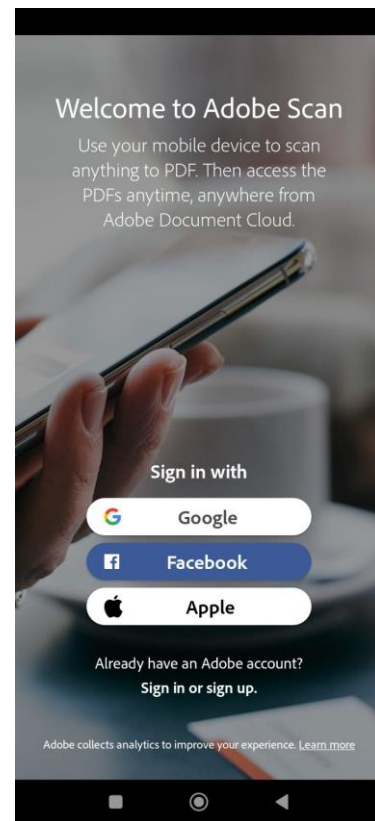 Welcome to Adobe Scan
Use your mobile device to scan
anything to PDF. Then access the
PDFs anytime, anywhere from
Adobe Document Cloud.
Sign in with
Google
Facebook
Apple
Already have an Adobe account?
Sign in or sign up.
Adobe collects analytics to improve your experience. Learn more